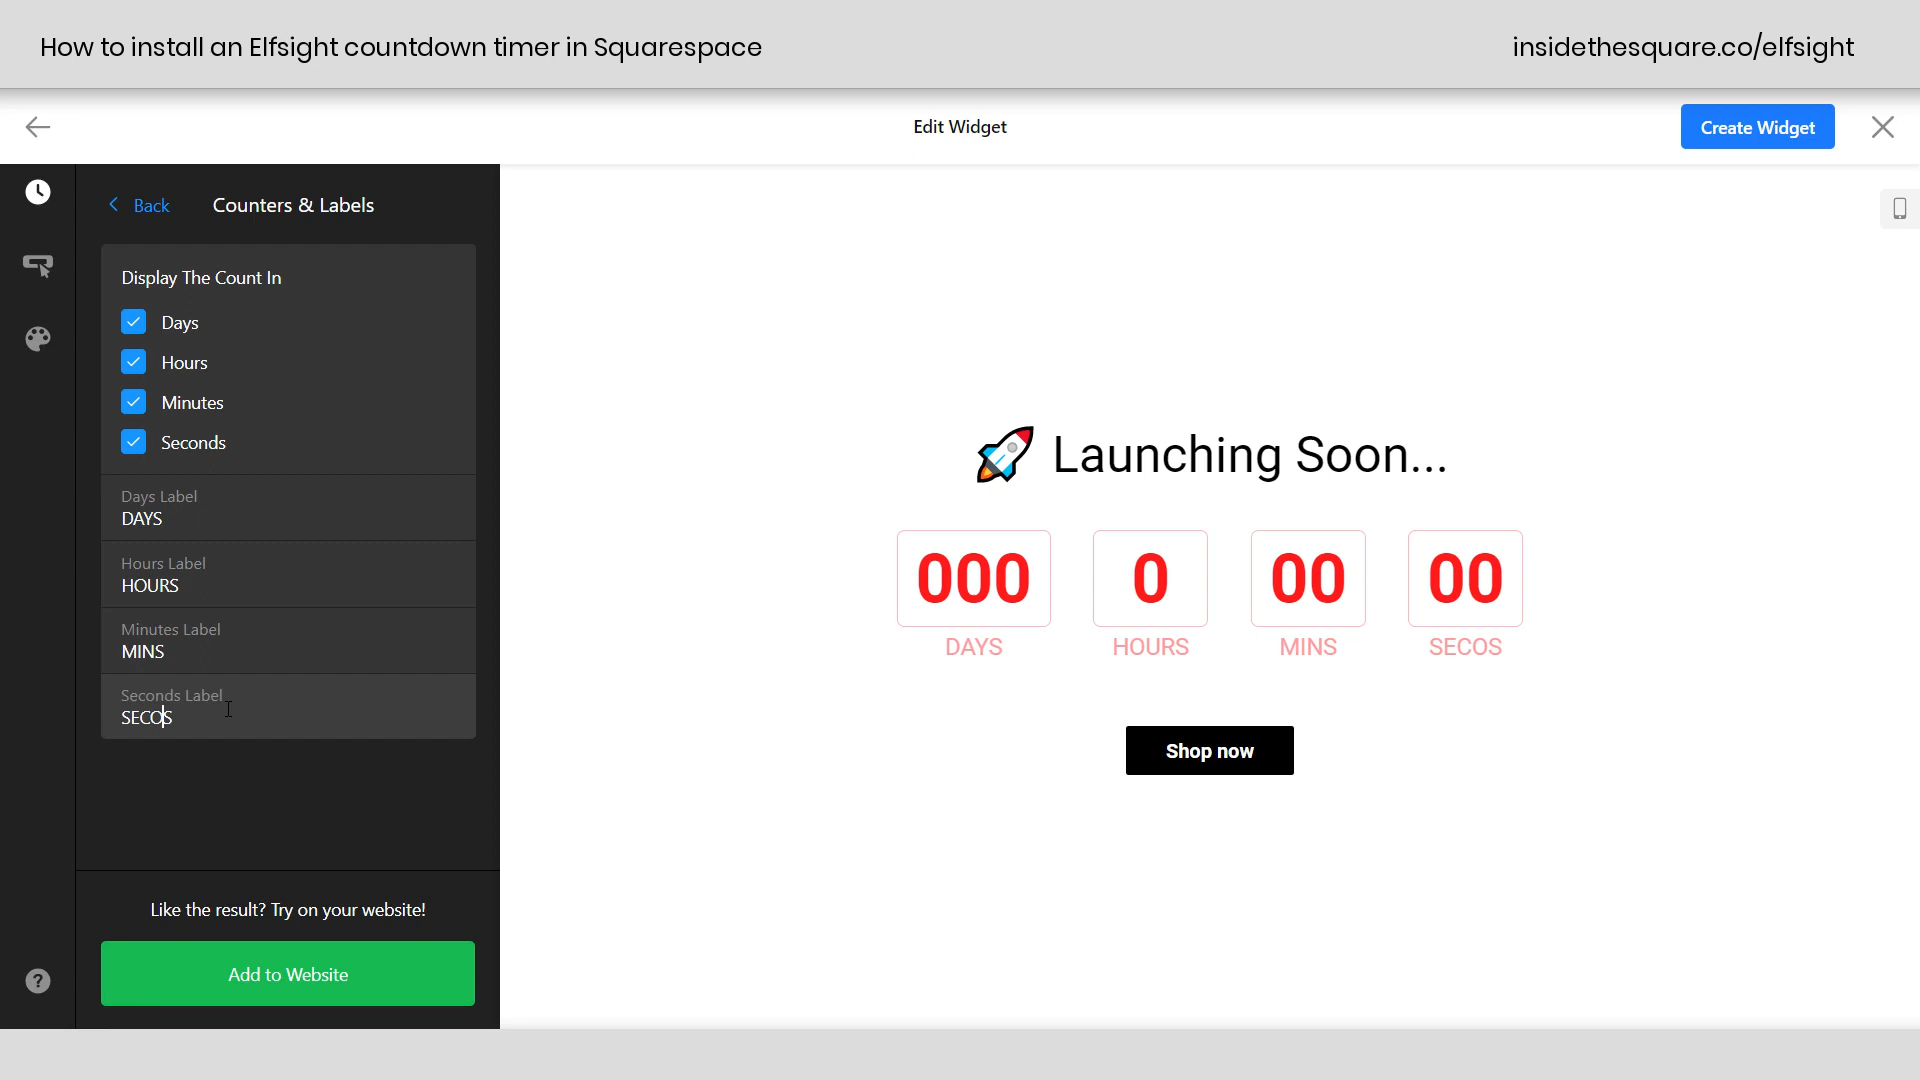 How to install an Elfsight countdown timer in Squarespace
insidethesquare.co/elfsight
Edit Widget
Create Widget
Back
Counters & Labels
Display The Count In
Days
Hours
Minutes
Seconds
Days Label
DAYS
Hours Label
HOURS
Minutes Label
MINS
Seconds Label
SECOS
Like the result? Try on your website!
Add to Website
?
🚀 Launching Soon...
000 0 00 00
DAYS HOURS MINS SECOS
Shop now